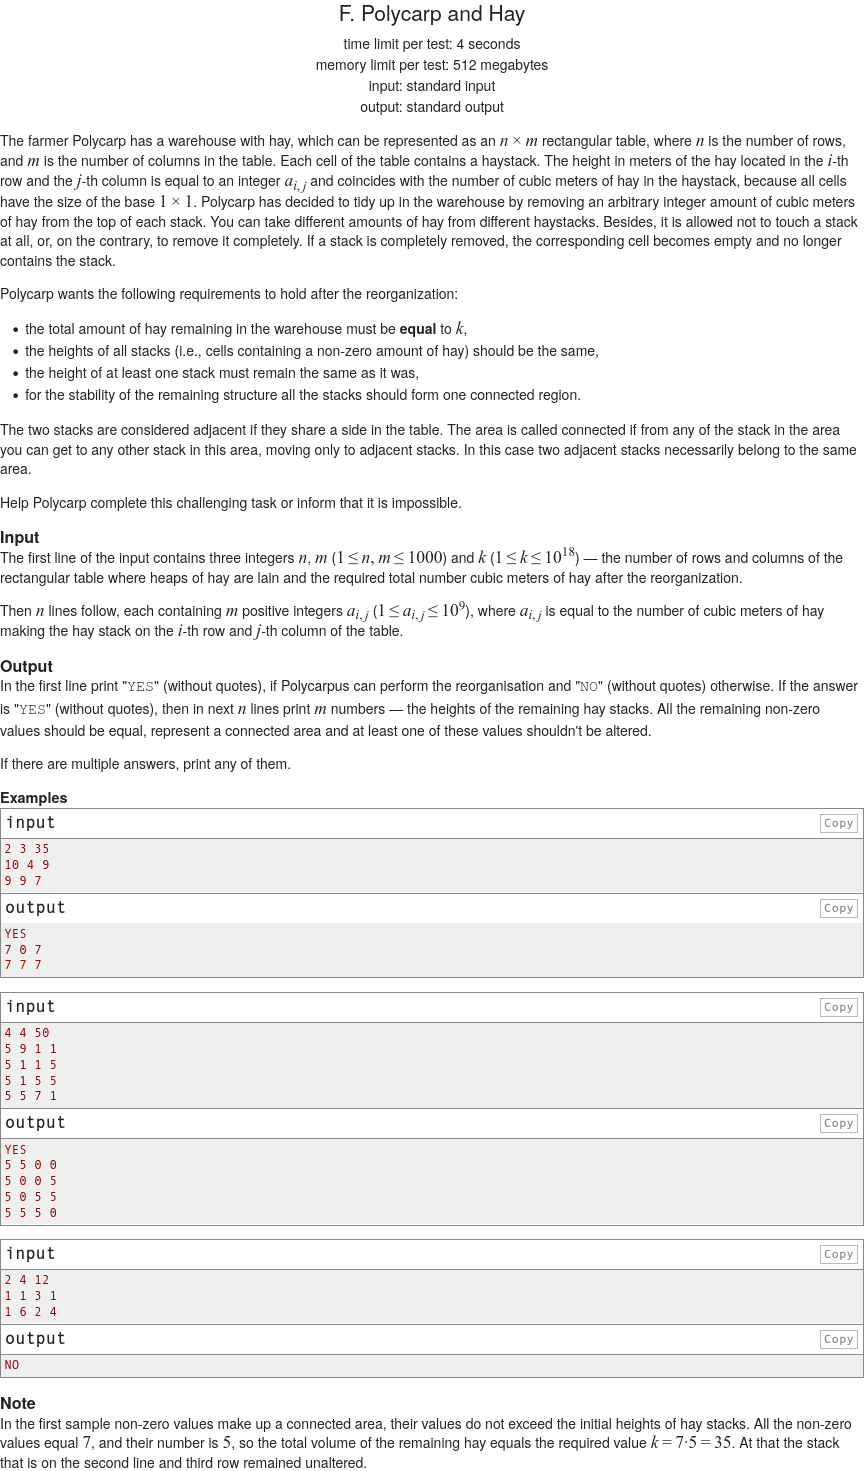 F. Polycarp and Hay
time limit per test: 4 seconds
memory limit per test: 512 megabytes
input: standard input
output: standard output
The farmer Polycarp has a warehouse with hay, which can be represented as an n × m rectangular table, where n is the number of rows,
and m is the number of columns in the table. Each cell of the table contains a haystack. The height in meters of the hay located in the i-th
row and the j-th column is equal to an integer a_{i, j} and coincides with the number of cubic meters of hay in the haystack, because all cells
have the size of the base 1 × 1. Polycarp has decided to tidy up in the warehouse by removing an arbitrary integer amount of cubic meters
of hay from the top of each stack. You can take different amounts of hay from different haystacks. Besides, it is allowed not to touch a stack
at all, or, on the contrary, to remove it completely. If a stack is completely removed, the corresponding cell becomes empty and no longer
contains the stack.
Polycarp wants the following requirements to hold after the reorganization:
• the total amount of hay remaining in the warehouse must be equal to k,
• the heights of all stacks (i.e., cells containing a non-zero amount of hay) should be the same,
• the height of at least one stack must remain the same as it was,
• for the stability of the remaining structure all the stacks should form one connected region.
The two stacks are considered adjacent if they share a side in the table. The area is called connected if from any of the stack in the area
you can get to any other stack in this area, moving only to adjacent stacks. In this case two adjacent stacks necessarily belong to the same
area.
Help Polycarp complete this challenging task or inform that it is impossible.
Input
The first line of the input contains three integers n, m (1 ≤ n, m ≤ 1000) and k (1 ≤ k ≤ 10^18) — the number of rows and columns of the
rectangular table where heaps of hay are lain and the required total number cubic meters of hay after the reorganization.
Then n lines follow, each containing m positive integers a_{i, j} (1 ≤ a_{i, j} ≤ 10^9), where a_{i, j} is equal to the number of cubic meters of hay
making the hay stack on the i-th row and j-th column of the table.
Output
In the first line print "YES" (without quotes), if Polycarpus can perform the reorganisation and "NO" (without quotes) otherwise. If the answer
is "YES" (without quotes), then in next n lines print m numbers — the heights of the remaining hay stacks. All the remaining non-zero
values should be equal, represent a connected area and at least one of these values shouldn't be altered.
If there are multiple answers, print any of them.
Examples
input
Copy
2 3 35
10 4 9
9 9 7
output
Copy
YES
7 0 7
7 7 7
input
Copy
4 4 50
5 9 1 1
5 1 1 5
5 1 5 5
5 5 7 1
output
Copy
YES
5 5 0 0
5 0 0 5
5 0 5 5
5 5 5 0
input
Copy
2 4 12
1 1 3 1
1 6 2 4
output
Copy
NO
Note
In the first sample non-zero values make up a connected area, their values do not exceed the initial heights of hay stacks. All the non-zero
values equal 7, and their number is 5, so the total volume of the remaining hay equals the required value k = 7·5 = 35. At that the stack
that is on the second line and third row remained unaltered.